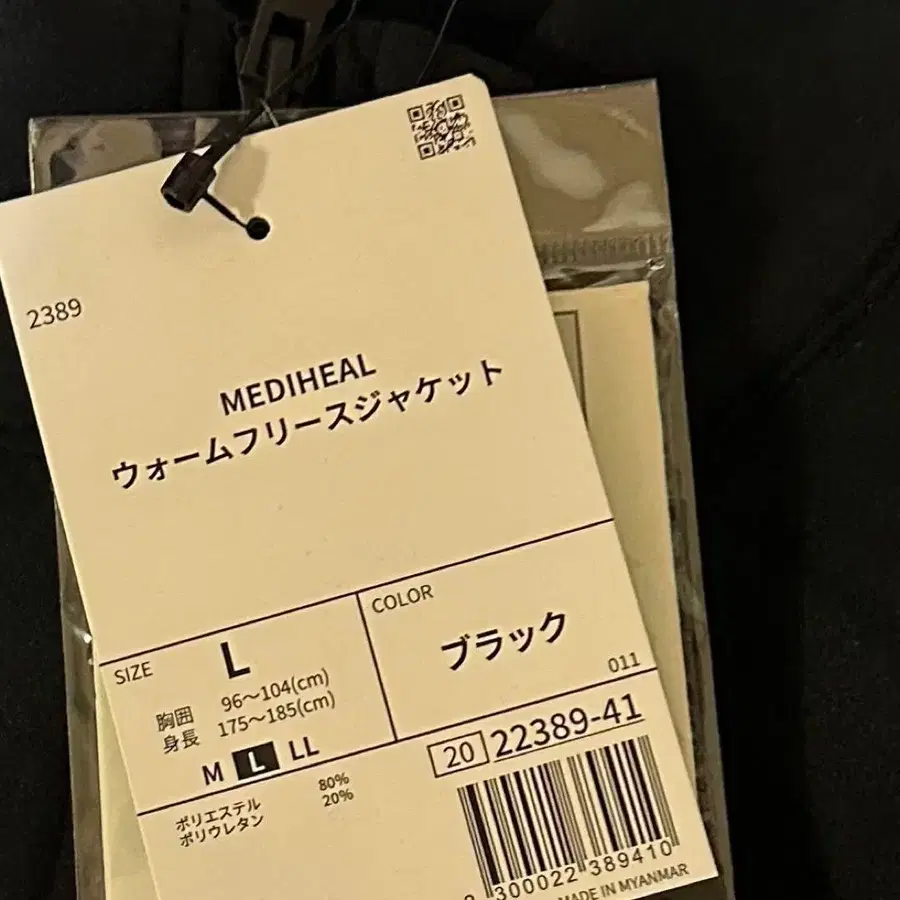 2389
MEDIHEAL
ウォームフリースジャケット
SIZE
L
胸囲 96～104(cm)
身長 175～185(cm)
M L LL
COLOR
ブラック
011
ポリエステル 80%
ポリウレタン 20%
20 22389-41
300022 389410
MADE IN MYANMAR